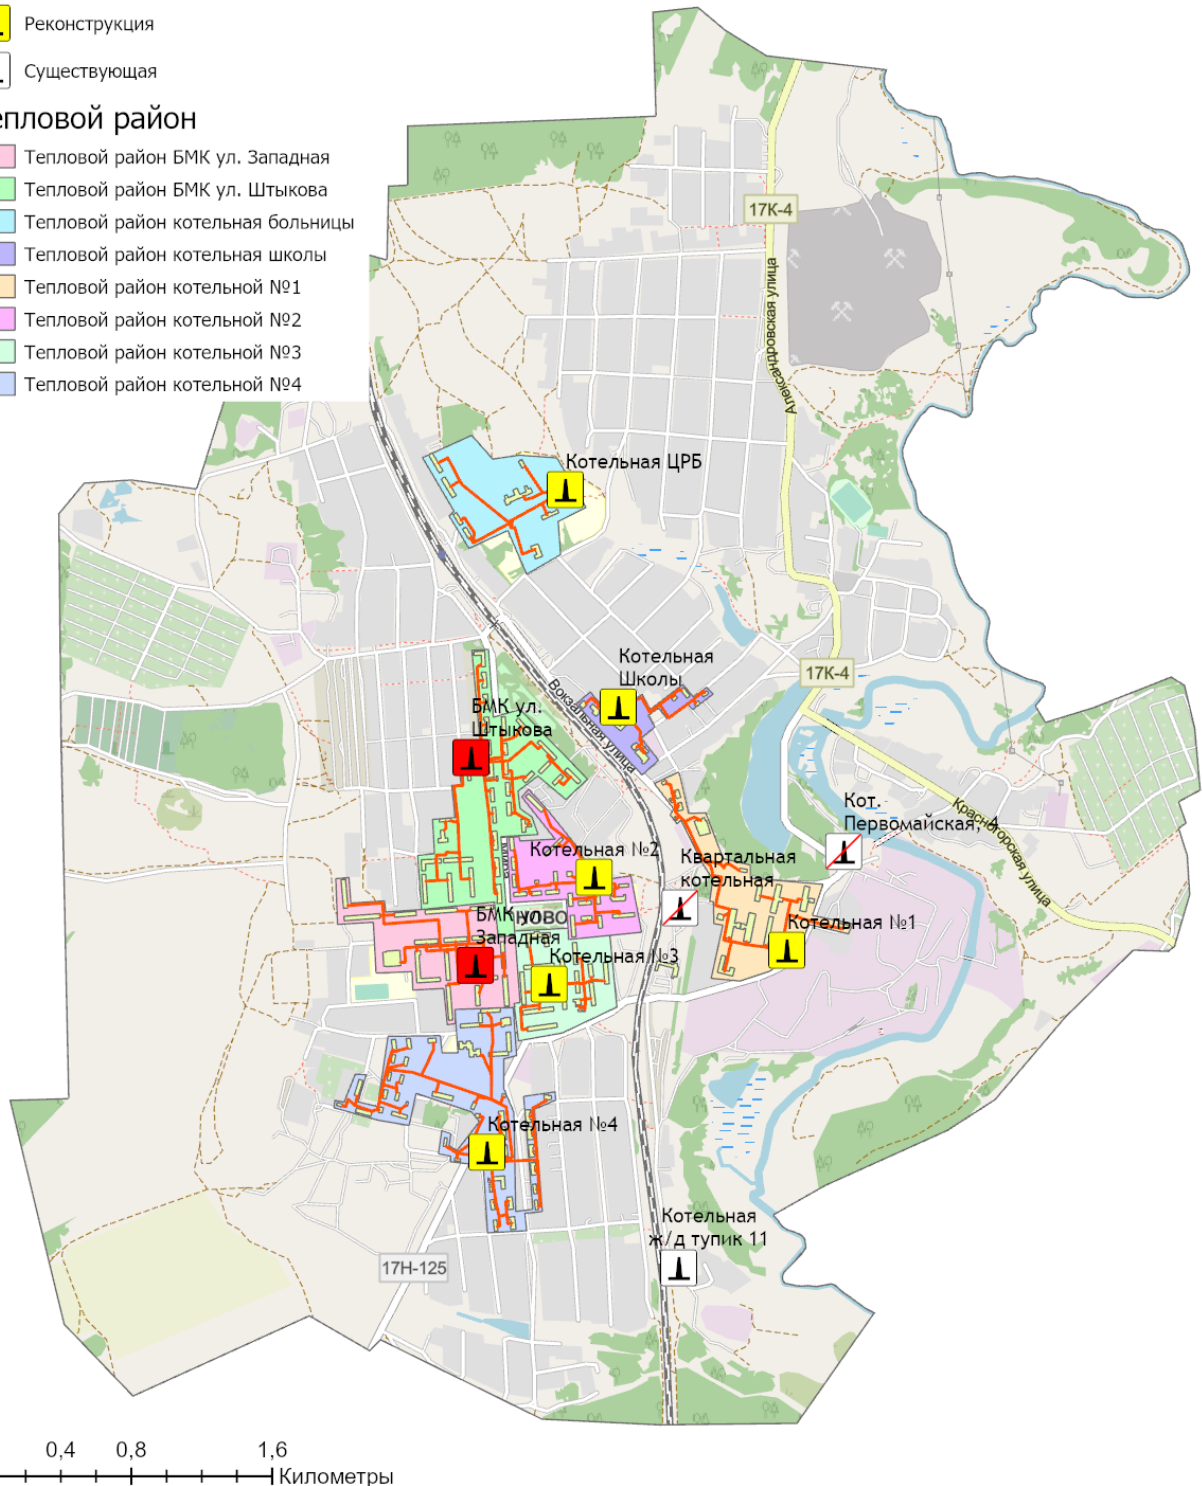 Реконструкция
Существующая
епловой район
Тепловой район БМК ул. Западная
Тепловой район БМК ул. Штыкова
Тепловой район котельная больницы
Тепловой район котельная школы
Тепловой район котельной №1
Тепловой район котельной №2
Тепловой район котельной №3
Тепловой район котельной №4
17К-4
Александровская улица
Котельная ЦРБ
Котельная
Школы
17К-4
Вокзальная улица
БМК ул.
Штыкова
Кот.
Первомайская, 4
Красногорская улица
Котельная №2
Квартальная
котельная
Котельная №1
НОВО
БМК ул.
Западная
Котельная №3
Котельная №4
Котельная
ж/д тупик 11
17Н-125
0,4 0,8 1,6
Километры